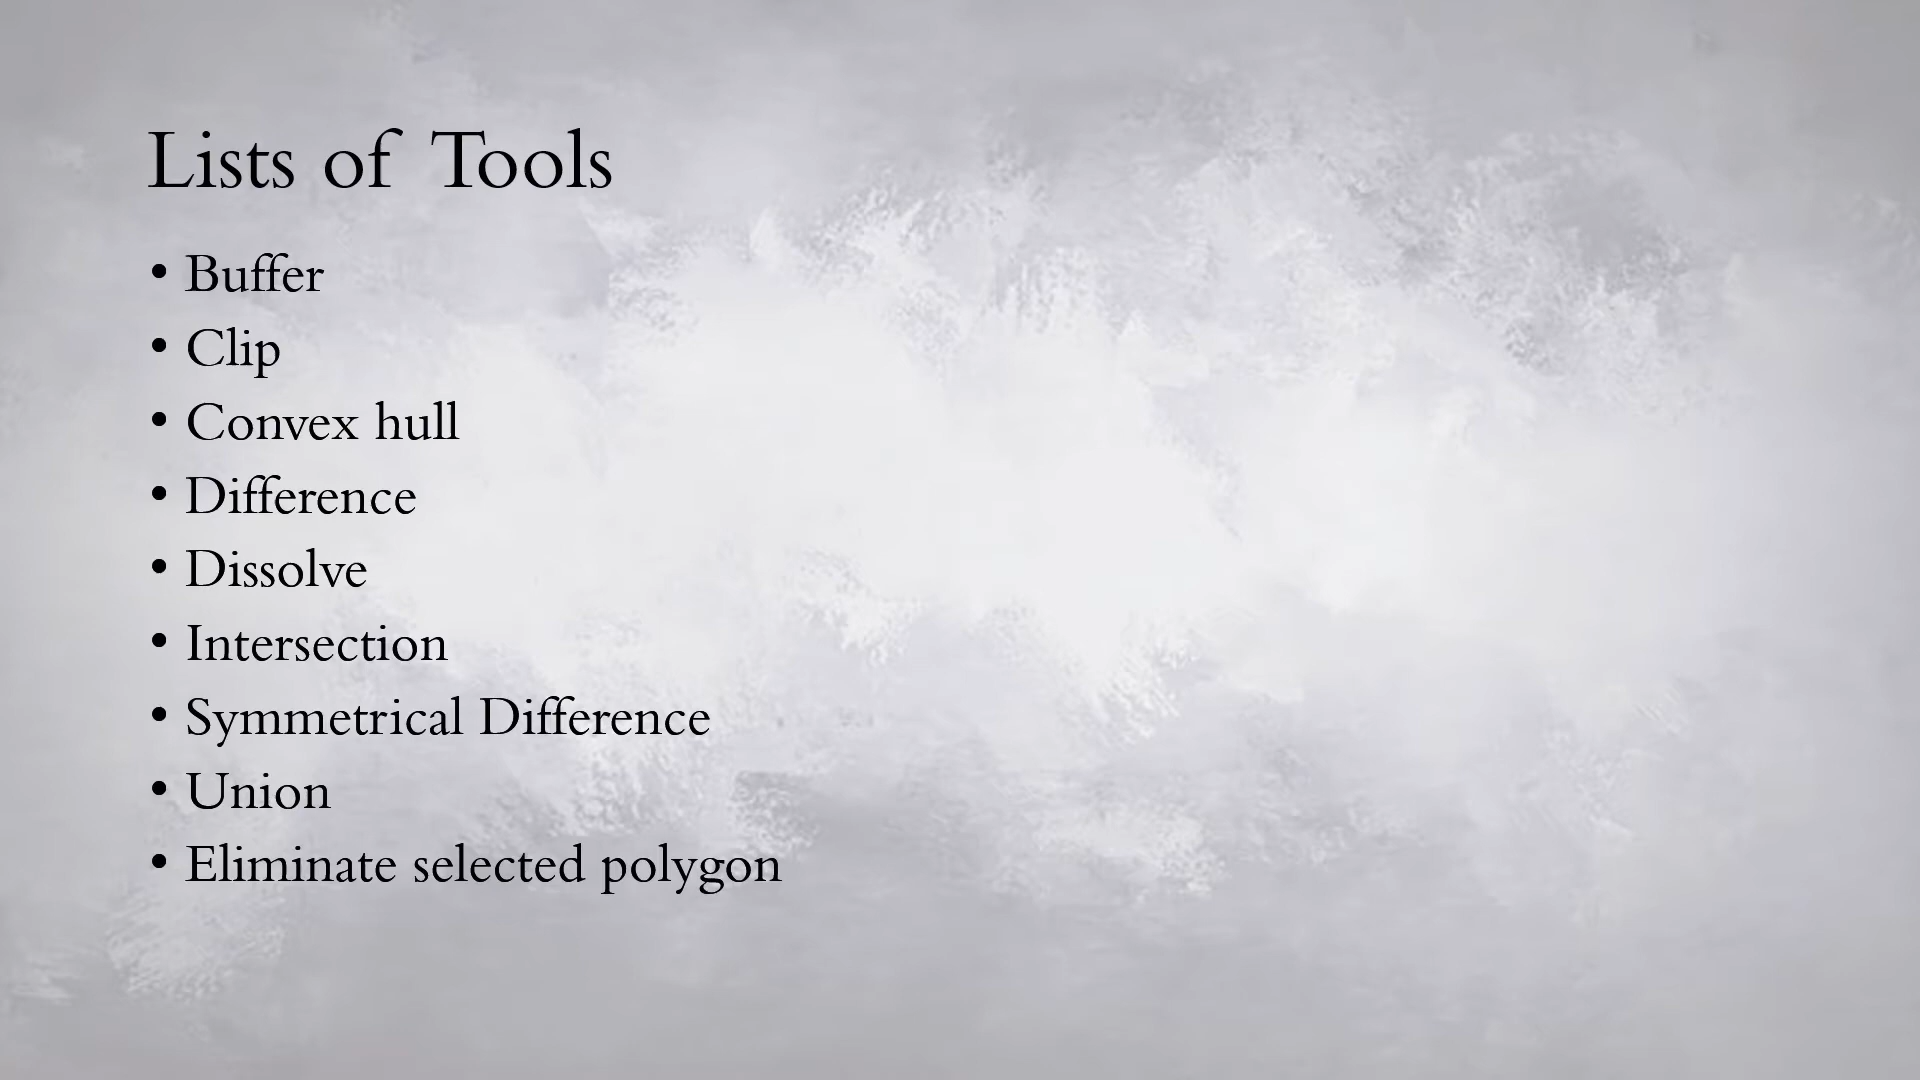 Lists of Tools
• Buffer
• Clip
• Convex hull
• Difference
• Dissolve
• Intersection
• Symmetrical Difference
• Union
• Eliminate selected polygon